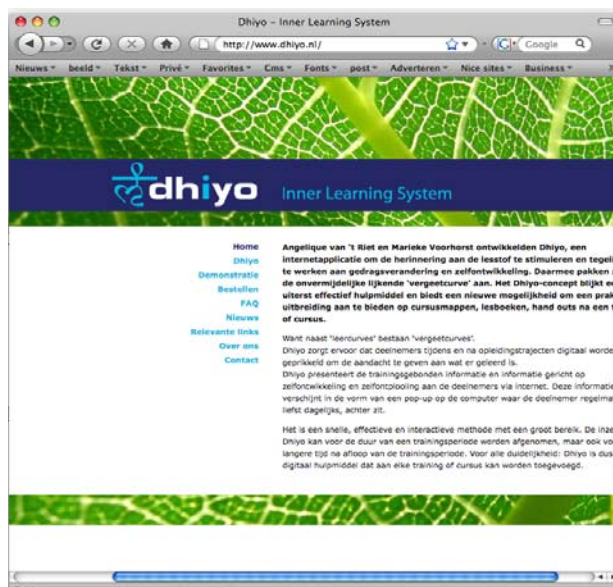 Dhiyo – Inner Learning System
http://www.dhiyo.nl/
Google
Nieuws beeld Tekst Privé Favorites Cms Fonts post Adverteren Nice sites Business
dhiyo Inner Learning System
Home
Dhiyo
Demonstratie
Bestellen
FAQ
Nieuws
Relevante links
Over ons
Contact
Angelique van 't Riet en Marieke Voorhorst ontwikkelden Dhiyo, een
internetapplicatie om de herinnering aan de lesstof te stimuleren en tegeli
te werken aan gedragsverandering en zelfontwikkeling. Daarmee pakken
de onvermijdelijke lijkende 'vergeetcurve' aan. Het Dhiyo-concept blijkt e
uiterst effectief hulpmiddel en biedt een nieuwe mogelijkheid om een prak
uitbreiding aan te bieden op cursusmappen, lesboeken, hand outs na een
of cursus.
Want naast 'leercurves' bestaan 'vergeetcurves'.
Dhiyo zorgt ervoor dat deelnemers tijdens en na opleidingstrajecten digitaal worde
geprikkeld om de aandacht te geven aan wat er geleerd is.
Dhiyo presenteert de trainingsgebonden informatie en informatie gericht op
zelfontwikkeling en zelfontplooiing aan de deelnemers via internet. Deze informatie
verschijnt in de vorm van een pop-up op de computer waar de deelnemer regelma
liefst dagelijks, achter zit.
Het is een snelle, effectieve en interactieve methode met een groot bereik. De inze
Dhiyo kan voor de duur van een trainingsperiode worden afgenomen, maar ook vo
langere tijd na afloop van de trainingsperiode. Voor alle duidelijkheid: Dhiyo is dus
digitaal hulpmiddel dat aan elke training of cursus kan worden toegevoegd.